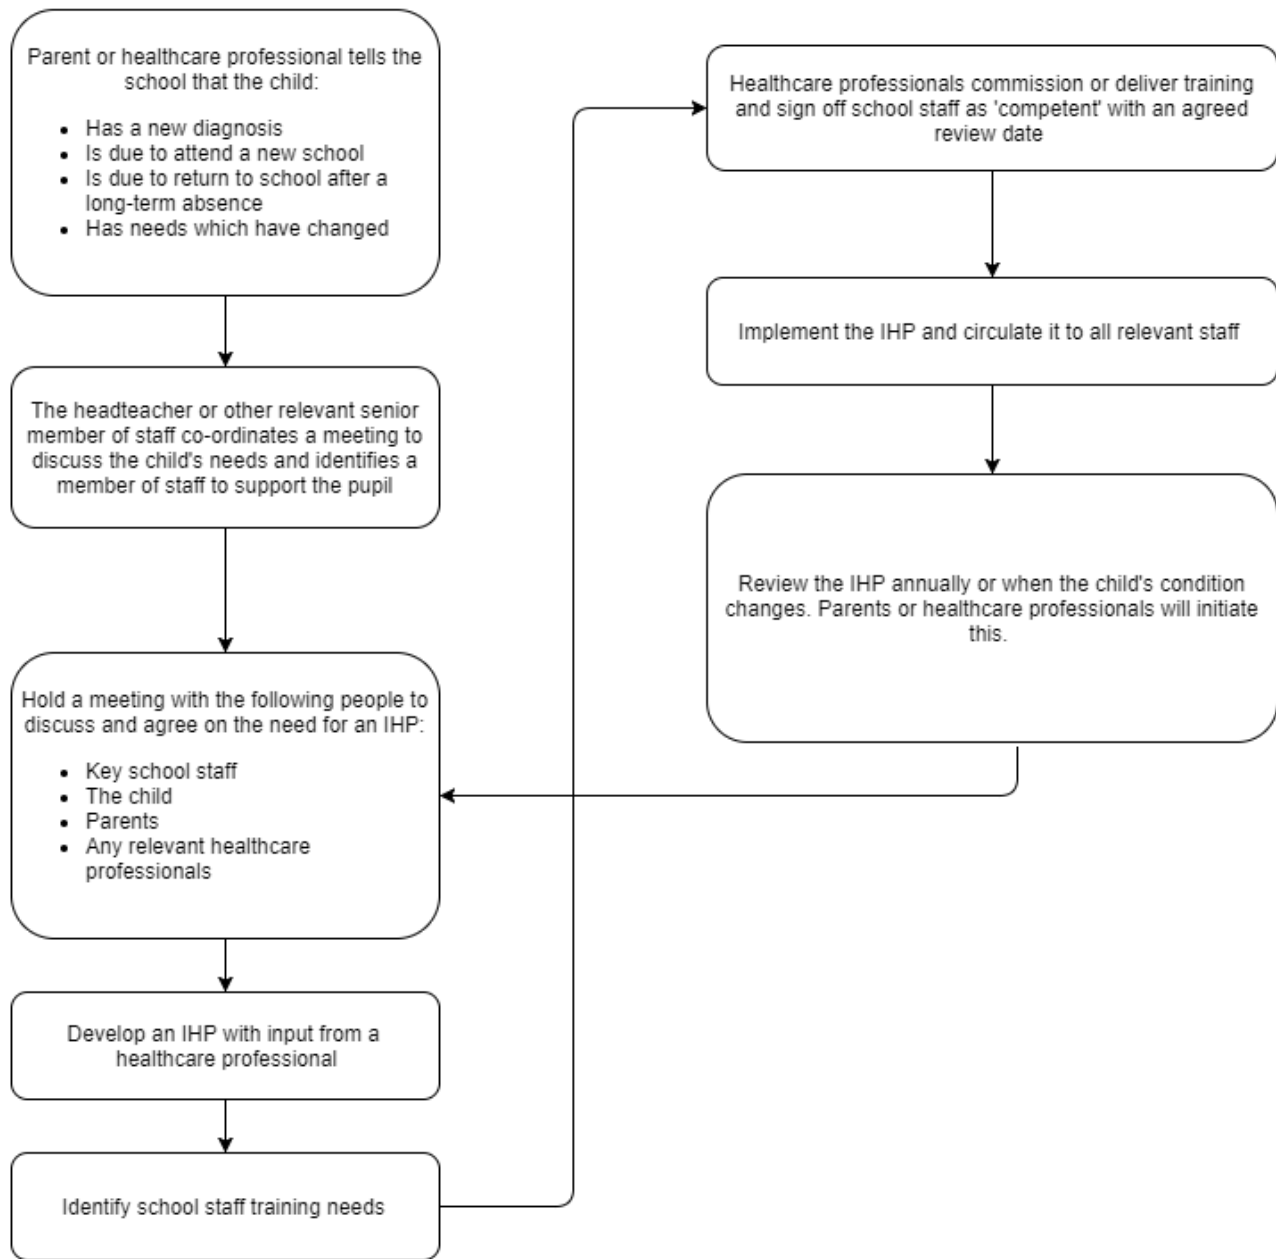 Parent or healthcare professional tells the
school that the child:
• Has a new diagnosis
• Is due to attend a new school
• Is due to return to school after a
long-term absence
• Has needs which have changed
The headteacher or other relevant senior
member of staff co-ordinates a meeting to
discuss the child's needs and identifies a
member of staff to support the pupil
Hold a meeting with the following people to
discuss and agree on the need for an IHP:
• Key school staff
• The child
• Parents
• Any relevant healthcare
professionals
Develop an IHP with input from a
healthcare professional
Identify school staff training needs
Healthcare professionals commission or deliver training
and sign off school staff as 'competent' with an agreed
review date
Implement the IHP and circulate it to all relevant staff
Review the IHP annually or when the child's condition
changes. Parents or healthcare professionals will initiate
this.